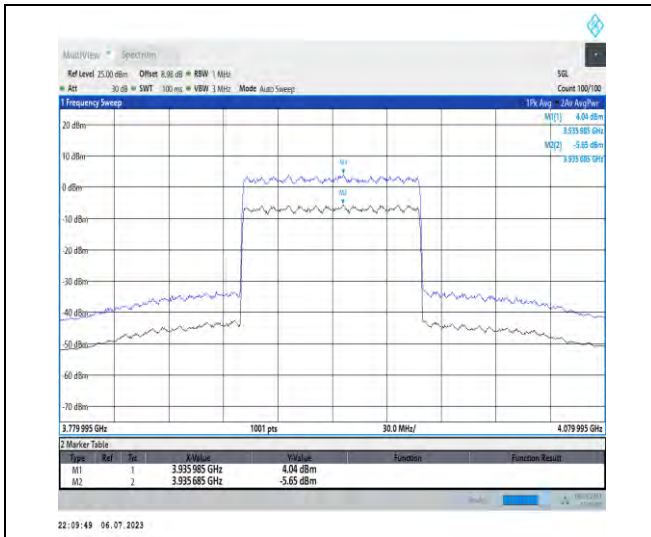 MultiView Spectrum
Ref Level 25.00 dBm Offset 8.98 dB RBW 1 MHz SGL
Att 30 dB SWT 100 ms VBW 3 MHz Mode Auto Sweep Count 100/100
1 Frequency Sweep 1Pk Avg 2Av AvgPwr
M1[1] 4.04 dBm
3.935 985 GHz
M2[2] -5.65 dBm
3.935 685 GHz
20 dBm
10 dBm
M1
0 dBm
M2
-10 dBm
-20 dBm
-30 dBm
-40 dBm
-50 dBm
-60 dBm
-70 dBm
3.779 995 GHz 1001 pts 30.0 MHz/ 4.079 995 GHz
2 Marker Table
Type Ref Trc X-Value Y-Value Function Function Result
M1 1 3.935 985 GHz 4.04 dBm
M2 2 3.935 685 GHz -5.65 dBm
22:09:49 06.07.2023